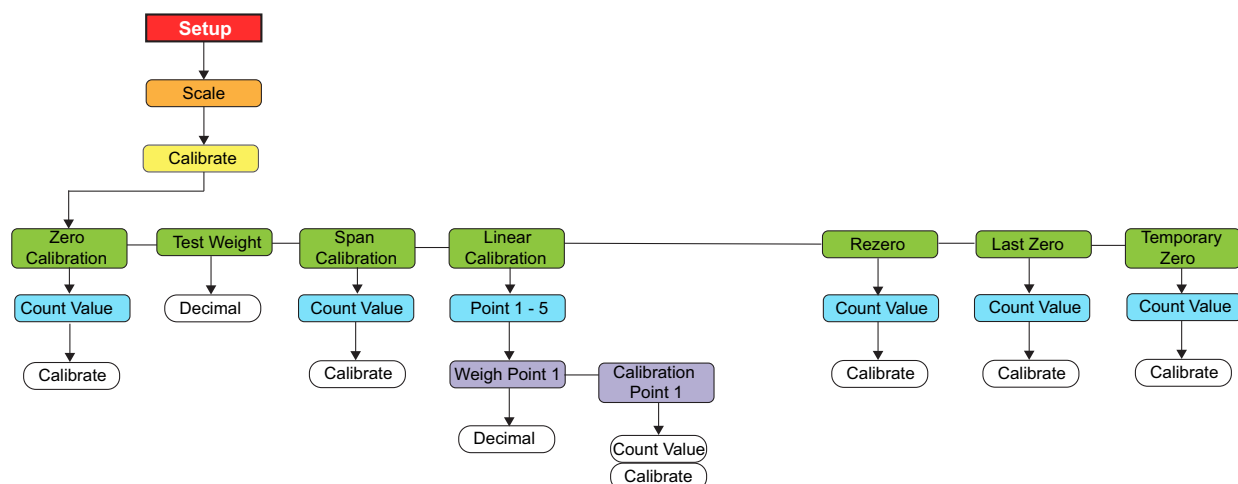 Setup
Scale
Calibrate
Zero
Calibration
Test Weight
Span
Calibration
Linear
Calibration
Rezero
Last Zero
Temporary
Zero
Count Value
Decimal
Count Value
Point 1 - 5
Count Value
Count Value
Count Value
Calibrate
Calibrate
Weigh Point 1
Calibration
Point 1
Calibrate
Calibrate
Calibrate
Decimal
Count Value
Calibrate